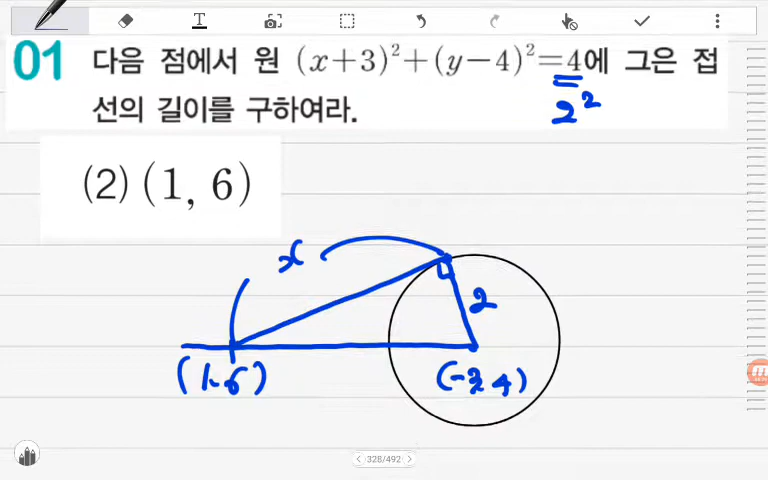 01 다음 점에서 원 (x+3)²+(y−4)²=4에 그은 접
선의 길이를 구하여라.
2²
(2) (1, 6)
x
2
(1, 6)
(-3, 4)
328/492